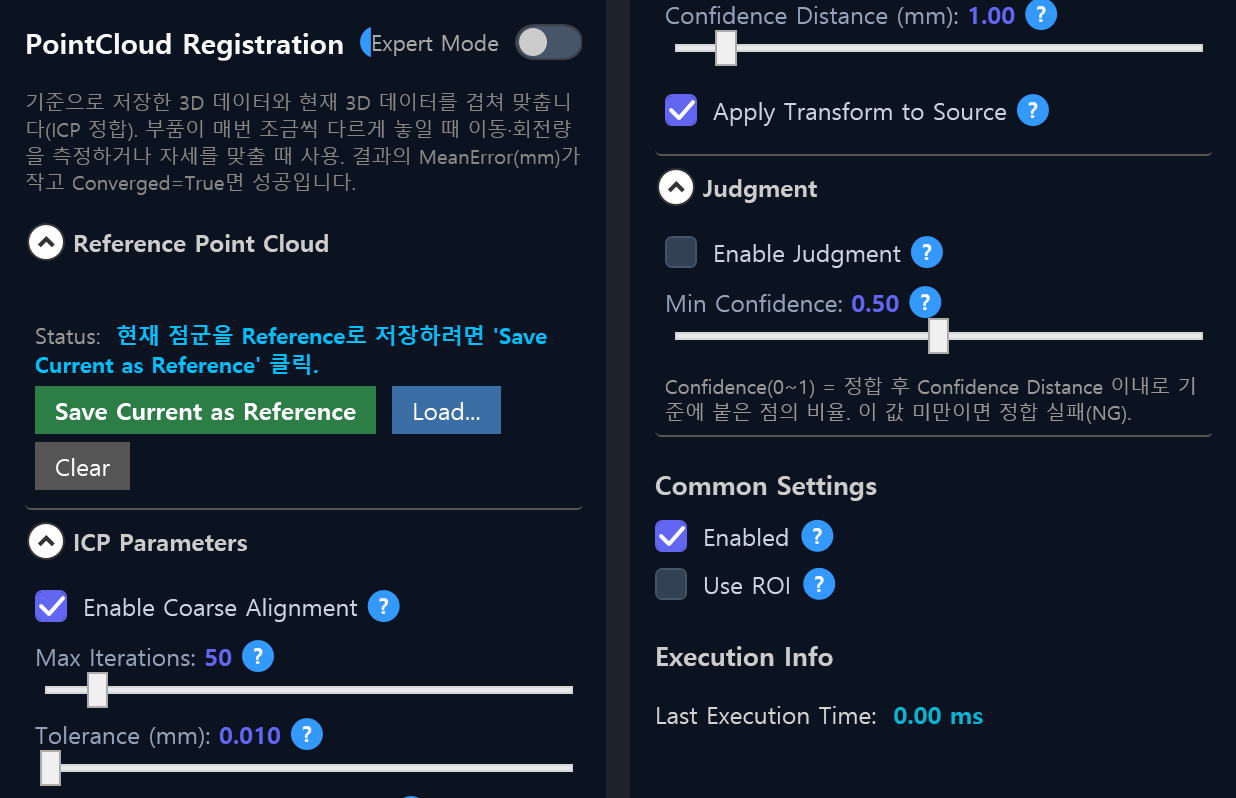 PointCloud Registration
Expert Mode
기준으로 저장한 3D 데이터와 현재 3D 데이터를 겹쳐 맞춥니
다(ICP 정합). 부품이 매번 조금씩 다르게 놓일 때 이동·회전량
을 측정하거나 자세를 맞출 때 사용. 결과의 MeanError(mm)가
작고 Converged=True면 성공입니다.
Reference Point Cloud
Status: 현재 점군을 Reference로 저장하려면 'Save
Current as Reference' 클릭.
Save Current as Reference
Load...
Clear
ICP Parameters
Enable Coarse Alignment ?
Max Iterations: 50 ?
Tolerance (mm): 0.010 ?
Confidence Distance (mm): 1.00 ?
Apply Transform to Source ?
Judgment
Enable Judgment ?
Min Confidence: 0.50 ?
Confidence(0~1) = 정합 후 Confidence Distance 이내로 기
준에 붙은 점의 비율. 이 값 미만이면 정합 실패(NG).
Common Settings
Enabled ?
Use ROI ?
Execution Info
Last Execution Time: 0.00 ms